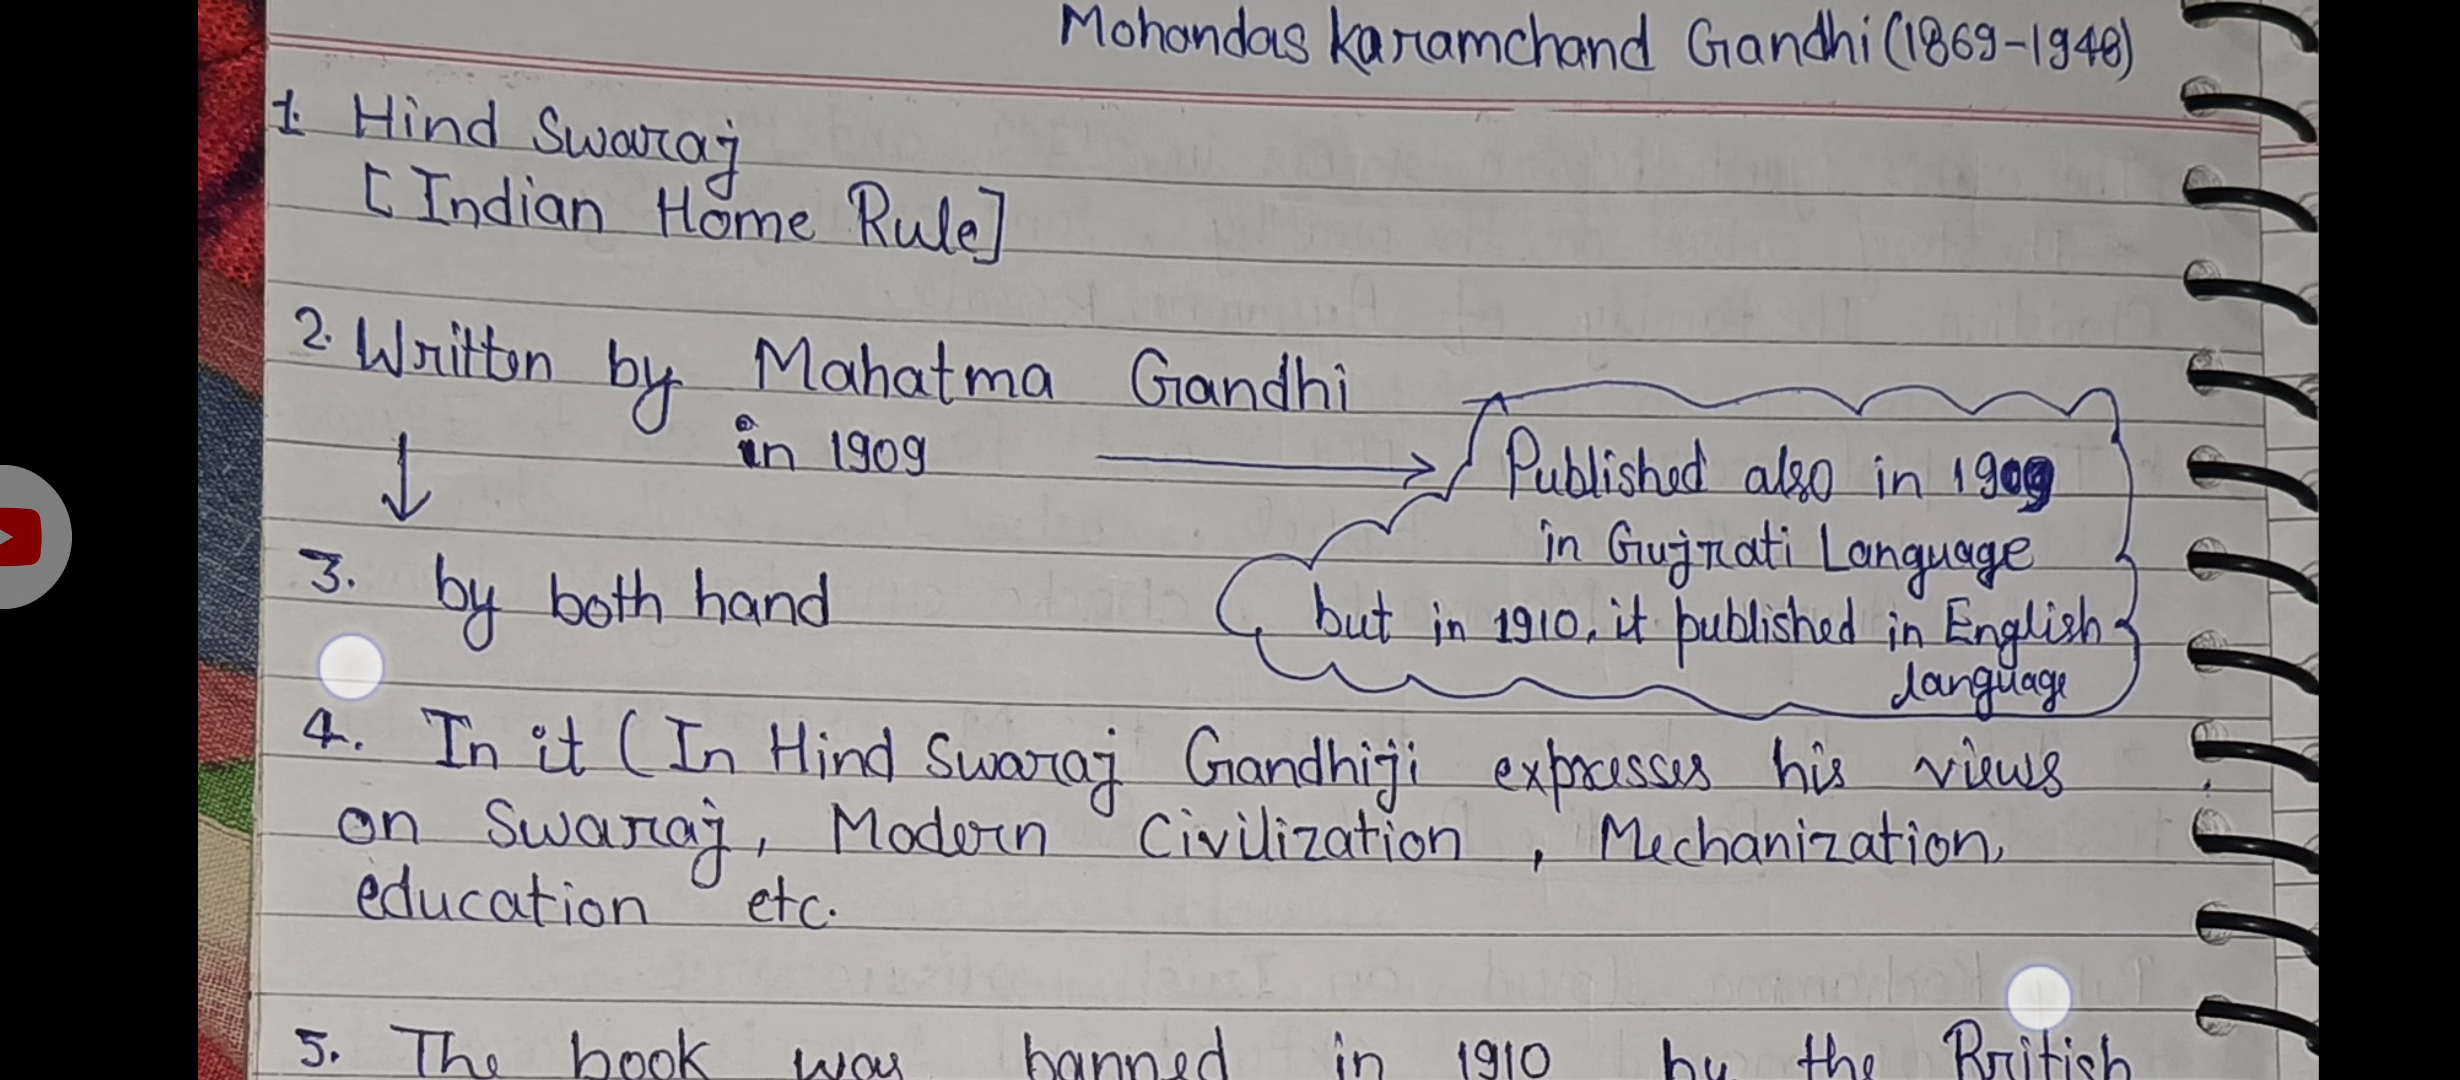 Mohandas Karamchand Gandhi (1869-1948)
1. Hind Swaraj
[Indian Home Rule]
2. Written by Mahatma Gandhi
in 1909
Published also in 1909
in Gujrati Language
but in 1910, it published in English
language
3. by both hand
4. In it (In Hind Swaraj Gandhiji expresses his views
on Swaraj, Modern Civilization, Mechanization,
education etc.
5. The book was banned in 1910 by the British